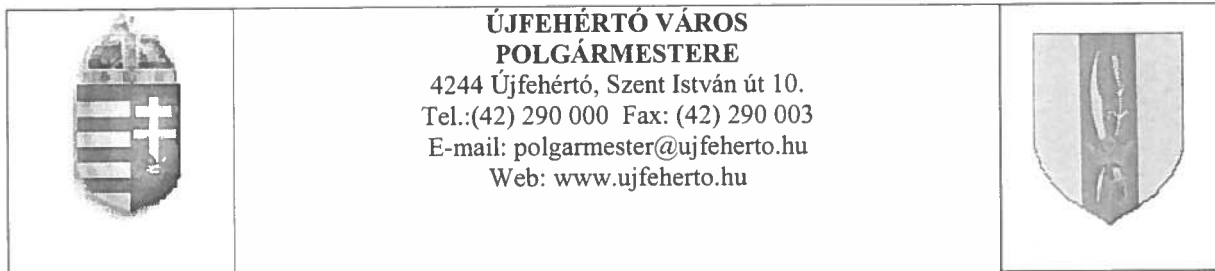 ÚJFEHÉRTÓ VÁROS
POLGÁRMESTERE
4244 Újfehértó, Szent István út 10.
Tel.:(42) 290 000 Fax: (42) 290 003
E-mail: polgarmester@ujfeherto.hu
Web: www.ujfeherto.hu